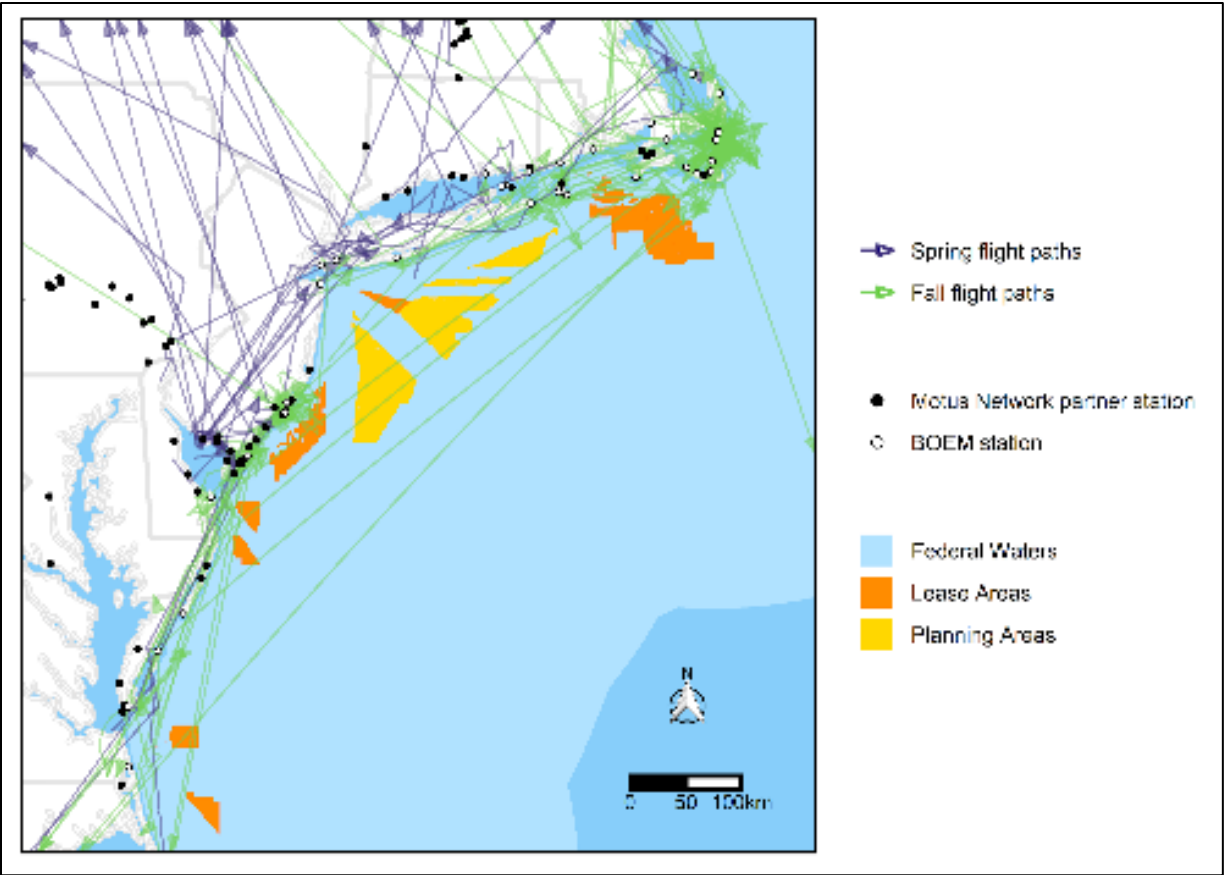 Spring flight paths
Fall flight paths
Motus Network partner station
BOEM station
Federal Waters
Lease Areas
Planning Areas
N
0 50 100km